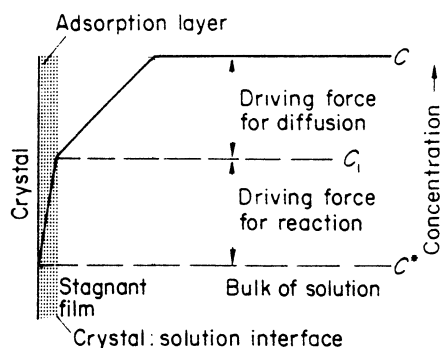 Adsorption layer
C
Driving force
for diffusion
C₁
Driving force
for reaction
C*
Crystal
Concentration →
Stagnant
film
Bulk of solution
Crystal: solution interface